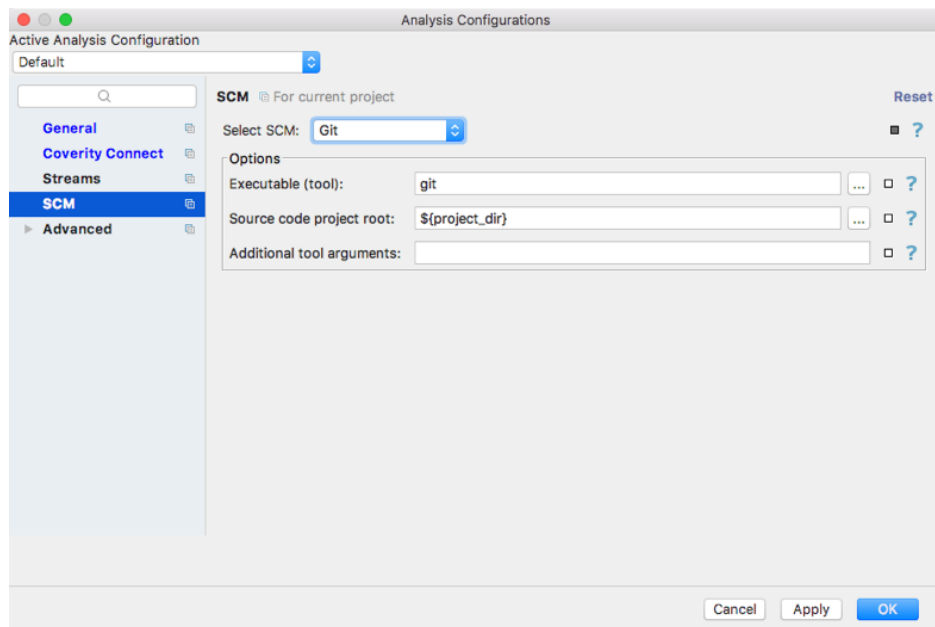 Analysis Configurations
Active Analysis Configuration
Default
General
Coverity Connect
Streams
SCM
Advanced
SCM For current project Reset
Select SCM: Git ?
Options
Executable (tool): git ... ?
Source code project root: ${project_dir} ... ?
Additional tool arguments: ?
Cancel Apply OK